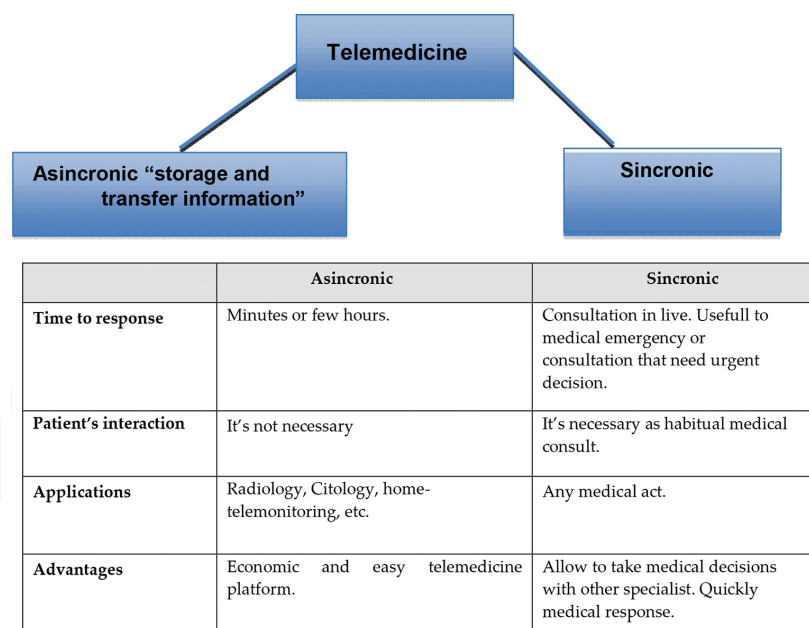 Telemedicine
Asincronic “storage and
transfer information”
Sincronic
Asincronic
Sincronic
Time to response
Minutes or few hours.
Consultation in live. Usefull to
medical emergency or
consultation that need urgent
decision.
Patient’s interaction
It’s not necessary
It’s necessary as habitual medical
consult.
Applications
Radiology, Citology, home-
telemonitoring, etc.
Any medical act.
Advantages
Economic and easy telemedicine
platform.
Allow to take medical decisions
with other specialist. Quickly
medical response.